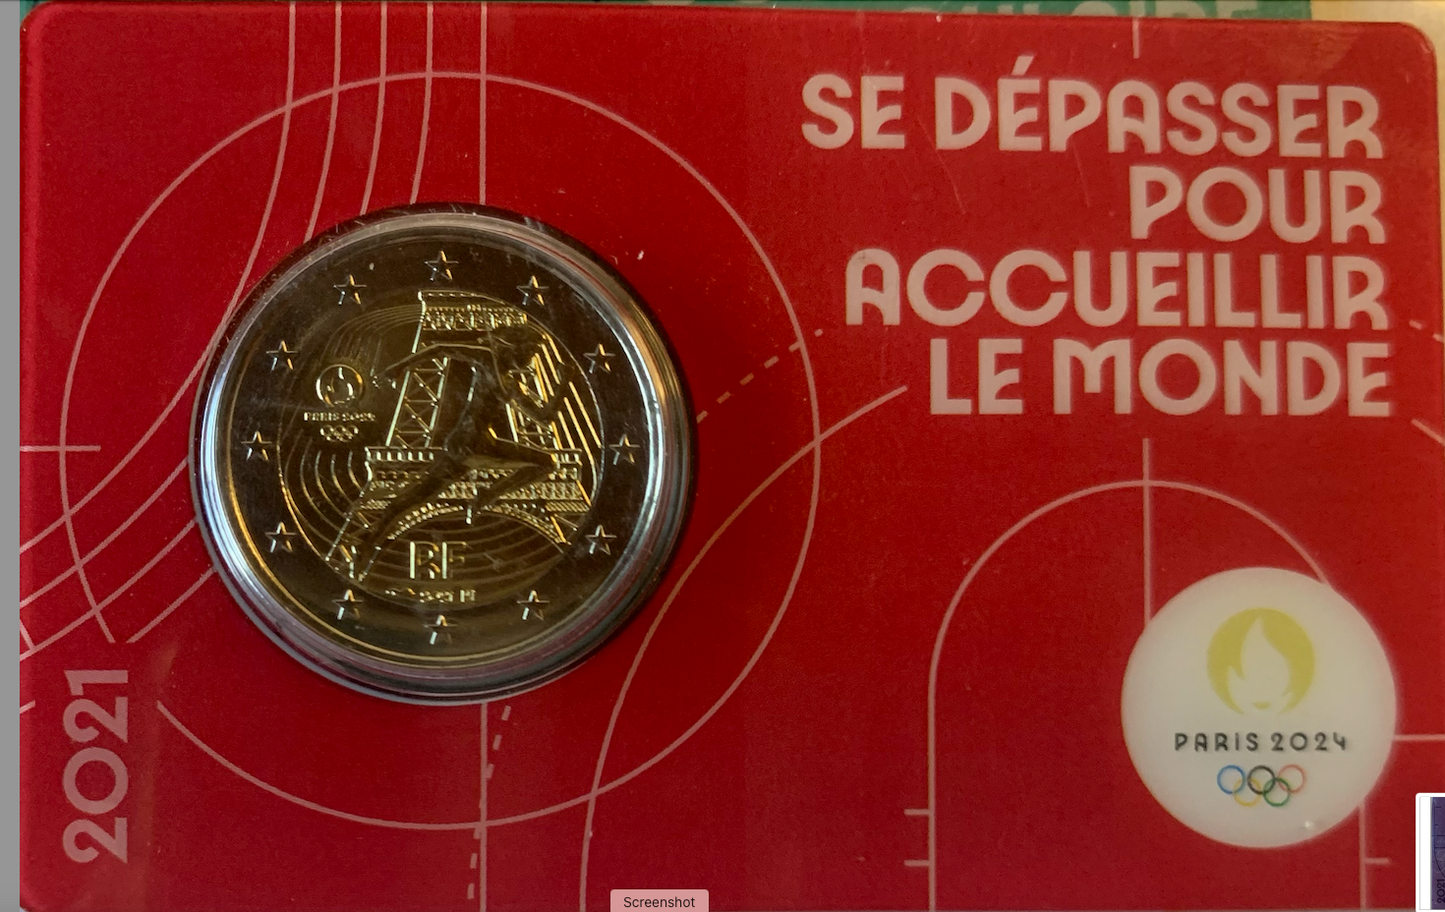 SE DÉPASSER
POUR
ACCUEILLIR
LE MONDE
PARIS 2024
RF
2021
PARIS 2024
Screenshot